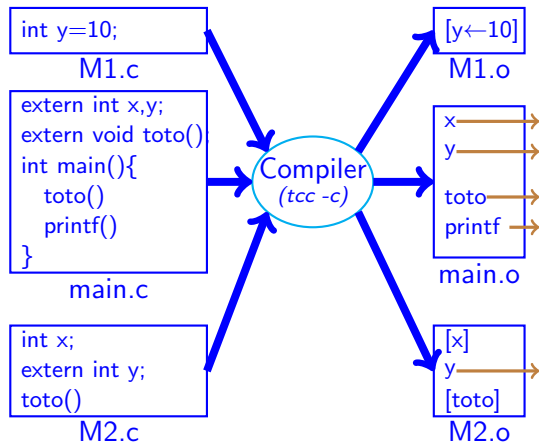 int y=10;
M1.c
extern int x,y;
extern void toto();
int main(){
toto()
printf()
}
main.c
int x;
extern int y;
toto()
M2.c
Compiler
(tcc -c)
[y←10]
M1.o
x
y
toto
printf
main.o
[x]
y
[toto]
M2.o